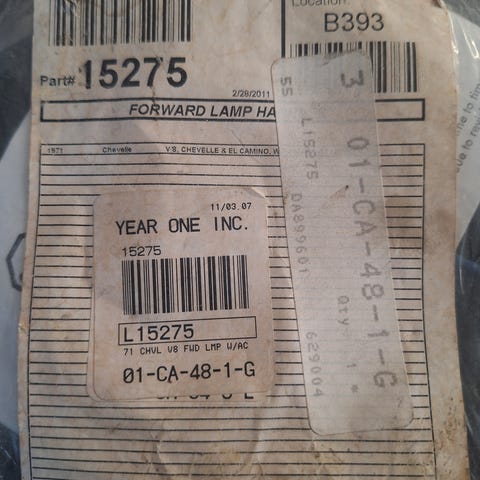 Location:
B393
Part# 15275
2/28/2011
FORWARD LAMP HA
1971 Chevelle V8, CHEVELLE & EL CAMINO, W
11/03.07
YEAR ONE INC.
15275
L15275
71 CHVL V8 FWD LMP W/AC
01-CA-48-1-G
3 01-CA-48-1-G
Qty 1 *
55 L15275 DA899601 629004